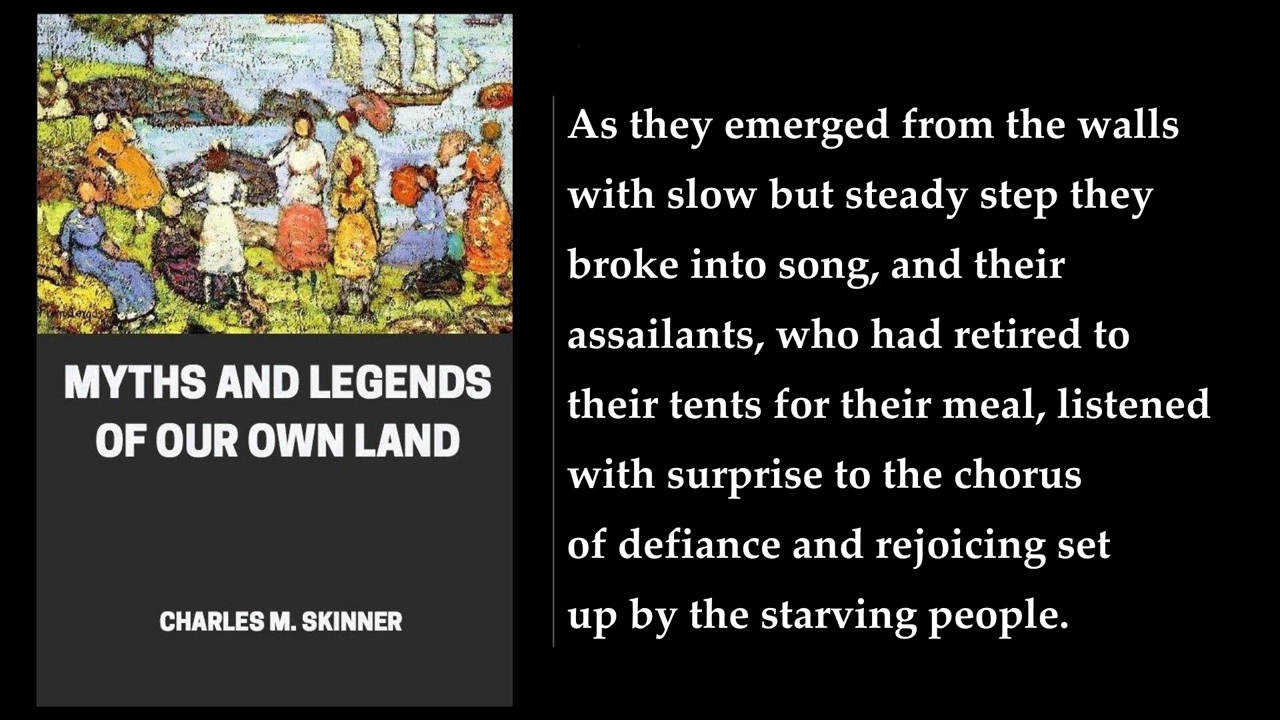 MYTHS AND LEGENDS
OF OUR OWN LAND
CHARLES M. SKINNER
As they emerged from the walls
with slow but steady step they
broke into song, and their
assailants, who had retired to
their tents for their meal, listened
with surprise to the chorus
of defiance and rejoicing set
up by the starving people.